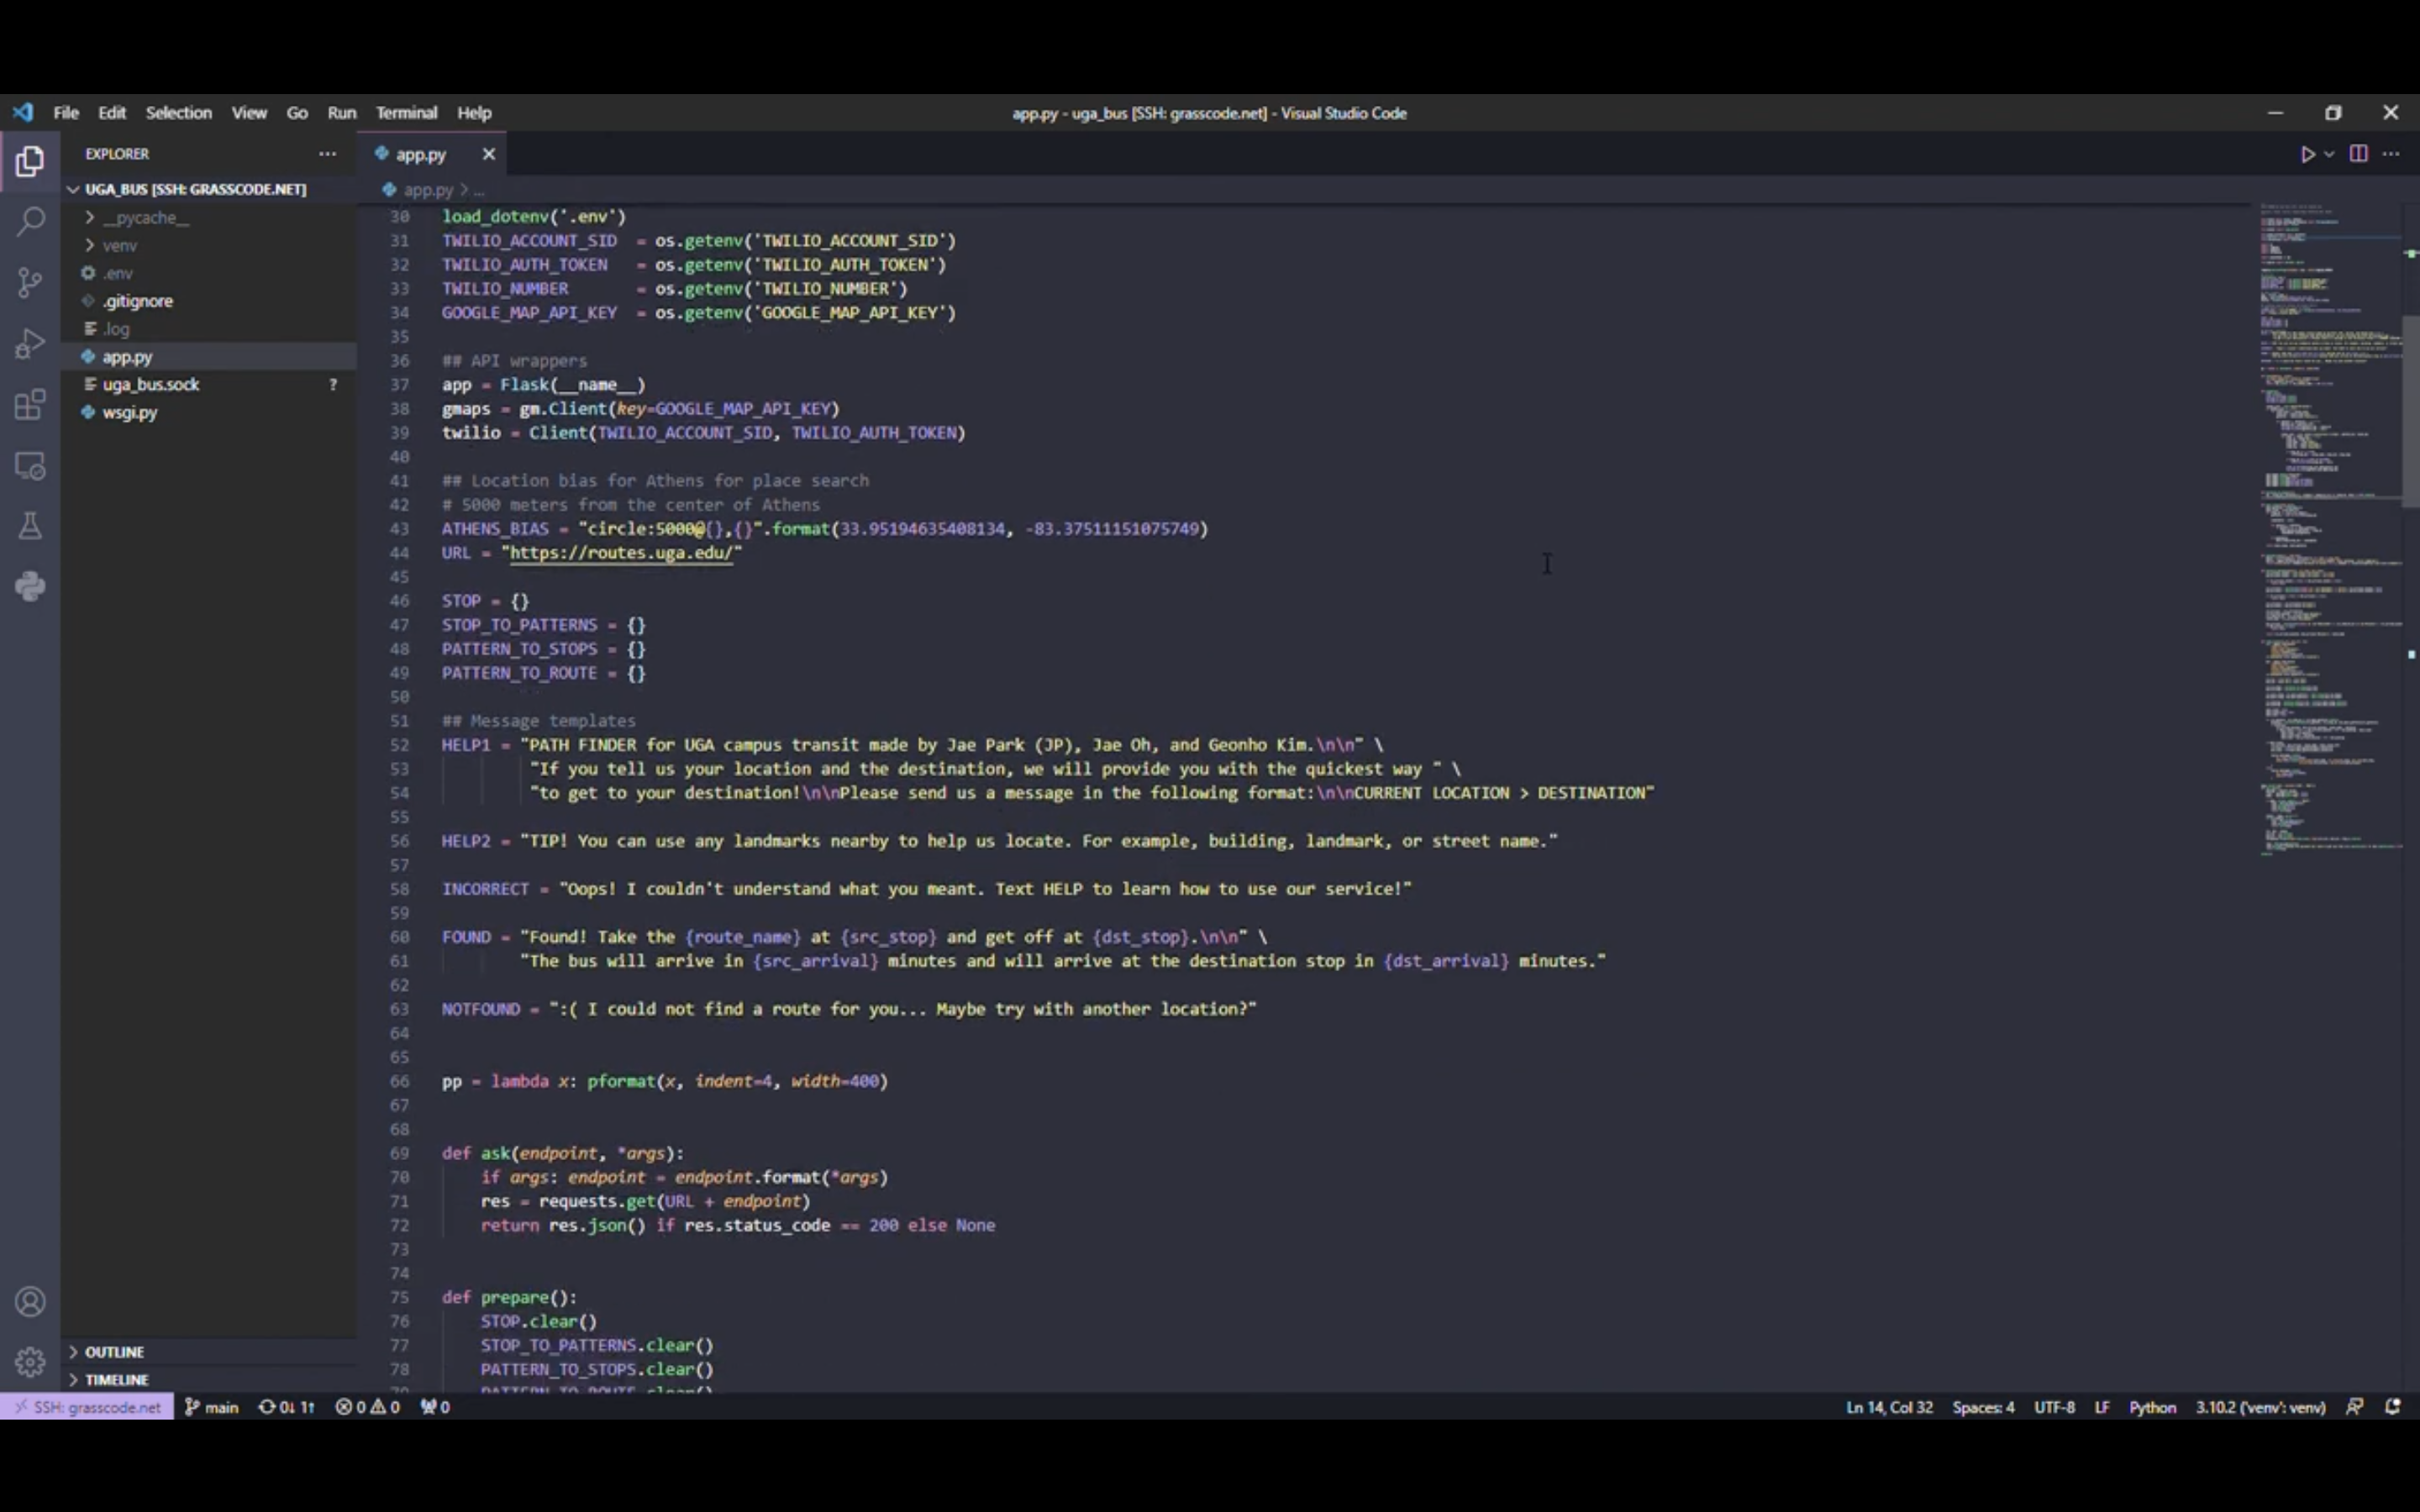 File Edit Selection View Go Run Terminal Help
app.py - uga_bus [SSH: grasscode.net] - Visual Studio Code
EXPLORER
UGA_BUS [SSH: GRASSCODE.NET]
__pycache__
venv
.env
.gitignore
.log
app.py
uga_bus.sock ?
wsgi.py
OUTLINE
TIMELINE
app.py
app.py > ...
30 load_dotenv('.env')
31 TWILIO_ACCOUNT_SID = os.getenv('TWILIO_ACCOUNT_SID')
32 TWILIO_AUTH_TOKEN = os.getenv('TWILIO_AUTH_TOKEN')
33 TWILIO_NUMBER = os.getenv('TWILIO_NUMBER')
34 GOOGLE_MAP_API_KEY = os.getenv('GOOGLE_MAP_API_KEY')
35
36 ## API wrappers
37 app = Flask(__name__)
38 gmaps = gm.Client(key=GOOGLE_MAP_API_KEY)
39 twilio = Client(TWILIO_ACCOUNT_SID, TWILIO_AUTH_TOKEN)
40
41 ## Location bias for Athens for place search
42 # 5000 meters from the center of Athens
43 ATHENS_BIAS = "circle:5000@{},{}".format(33.95194635408134, -83.37511151075749)
44 URL = "https://routes.uga.edu/"
45
46 STOP = {}
47 STOP_TO_PATTERNS = {}
48 PATTERN_TO_STOPS = {}
49 PATTERN_TO_ROUTE = {}
50
51 ## Message templates
52 HELP1 = "PATH FINDER for UGA campus transit made by Jae Park (JP), Jae Oh, and Geonho Kim.\n\n" \
53 "If you tell us your location and the destination, we will provide you with the quickest way " \
54 "to get to your destination!\n\nPlease send us a message in the following format:\n\nCURRENT LOCATION > DESTINATION"
55
56 HELP2 = "TIP! You can use any landmarks nearby to help us locate. For example, building, landmark, or street name."
57
58 INCORRECT = "Oops! I couldn't understand what you meant. Text HELP to learn how to use our service!"
59
60 FOUND = "Found! Take the {route_name} at {src_stop} and get off at {dst_stop}.\n\n" \
61 "The bus will arrive in {src_arrival} minutes and will arrive at the destination stop in {dst_arrival} minutes."
62
63 NOTFOUND = ":( I could not find a route for you... Maybe try with another location?"
64
65
66 pp = lambda x: pformat(x, indent=4, width=400)
67
68
69 def ask(endpoint, *args):
70 if args: endpoint = endpoint.format(*args)
71 res = requests.get(URL + endpoint)
72 return res.json() if res.status_code == 200 else None
73
74
75 def prepare():
76 STOP.clear()
77 STOP_TO_PATTERNS.clear()
78 PATTERN_TO_STOPS.clear()
SSH: grasscode.net main 0↓ 1↑ 0 0 0
Ln 14, Col 32 Spaces: 4 UTF-8 LF Python 3.10.2 ('venv': venv)